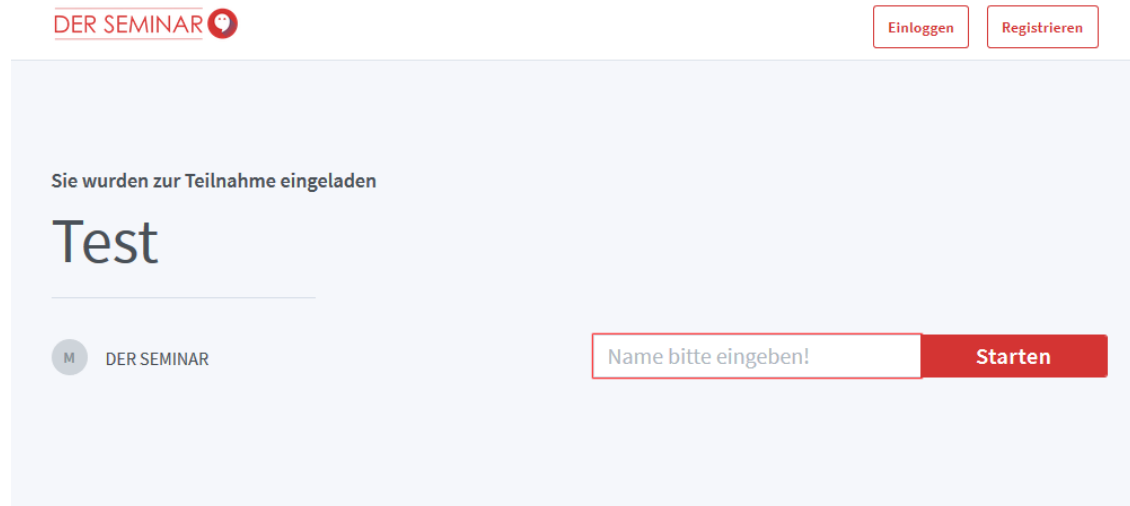 DER SEMINAR
Einloggen
Registrieren
Sie wurden zur Teilnahme eingeladen
Test
M
DER SEMINAR
Name bitte eingeben!
Starten